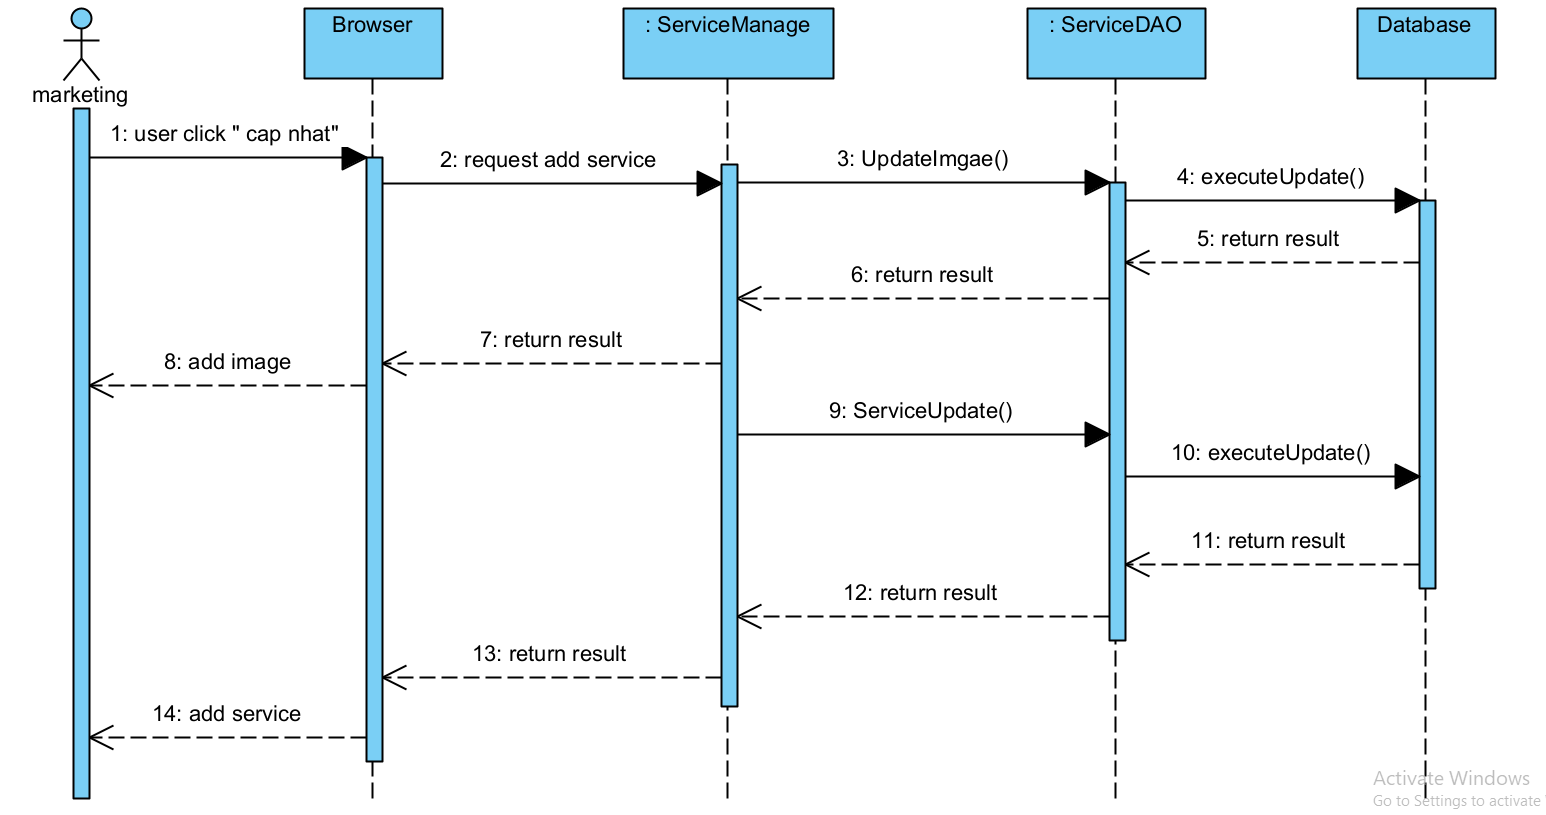 Browser
: ServiceManage
: ServiceDAO
Database
marketing
1: user click " cap nhat"
2: request add service
3: UpdateImgae()
4: executeUpdate()
5: return result
6: return result
7: return result
8: add image
9: ServiceUpdate()
10: executeUpdate()
11: return result
12: return result
13: return result
14: add service
Activate Windows
Go to Settings to activate